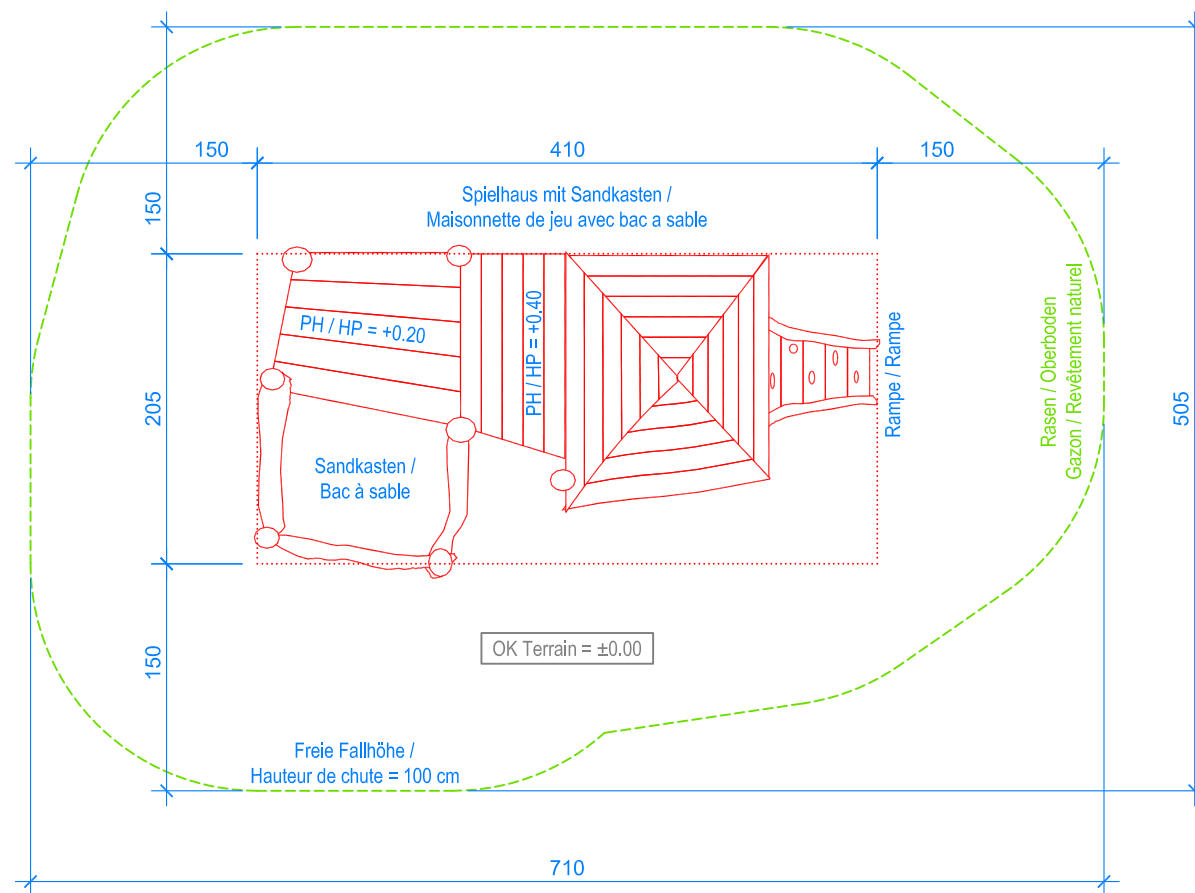 150
410
150
150
Spielhaus mit Sandkasten /
Maisonnette de jeu avec bac a sable
PH / HP = +0.20
PH / HP = +0.40
Rampe / Rampe
Rasen / Oberboden
Gazon / Revêtement naturel
205
505
Sandkasten /
Bac à sable
OK Terrain = ±0.00
150
Freie Fallhöhe /
Hauteur de chute = 100 cm
710